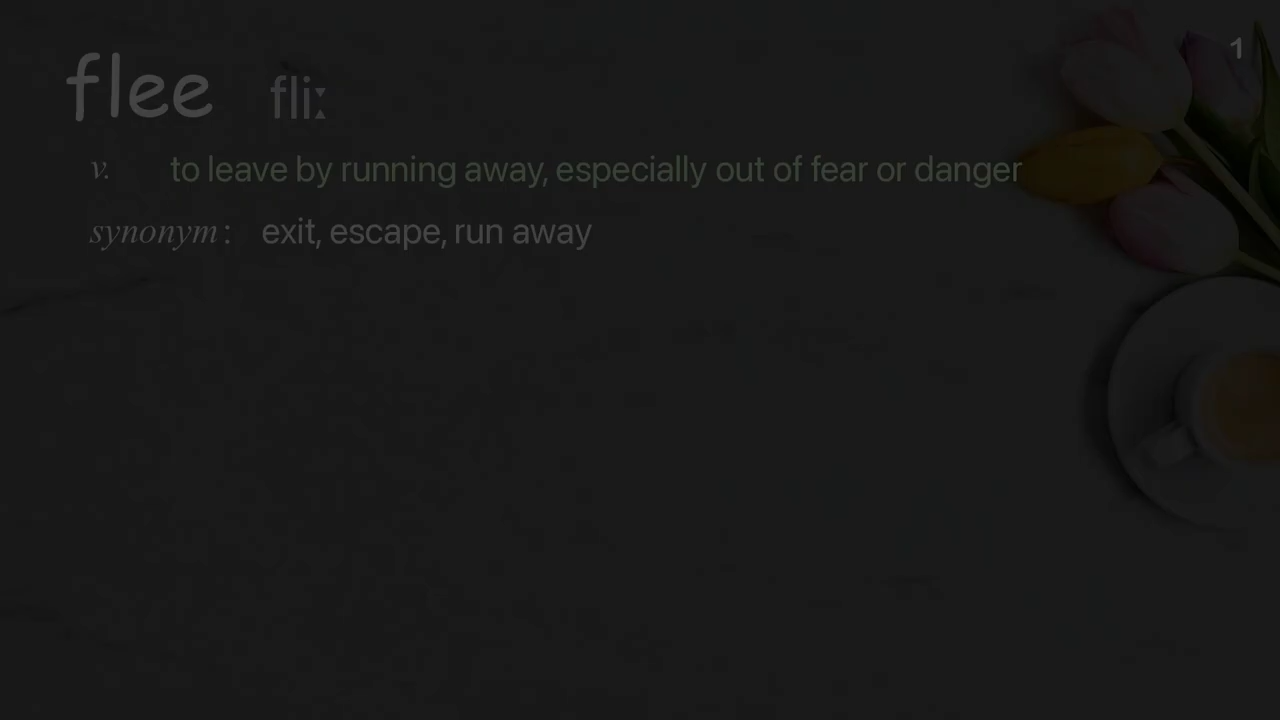 1
flee fliː
v. to leave by running away, especially out of fear or danger
synonym : exit, escape, run away